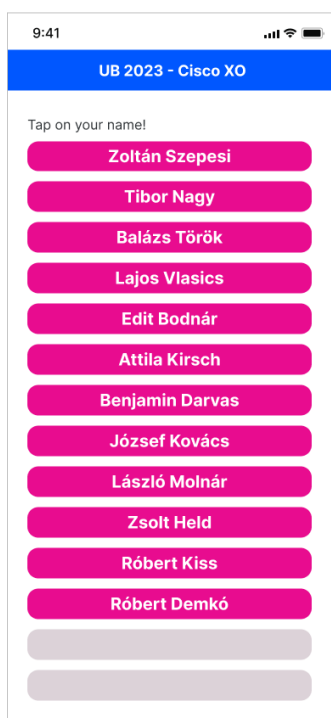 9:41
UB 2023 - Cisco XO
Tap on your name!
Zoltán Szepesi
Tibor Nagy
Balázs Török
Lajos Vlasics
Edit Bodnár
Attila Kirsch
Benjamin Darvas
József Kovács
László Molnár
Zsolt Held
Róbert Kiss
Róbert Demkó